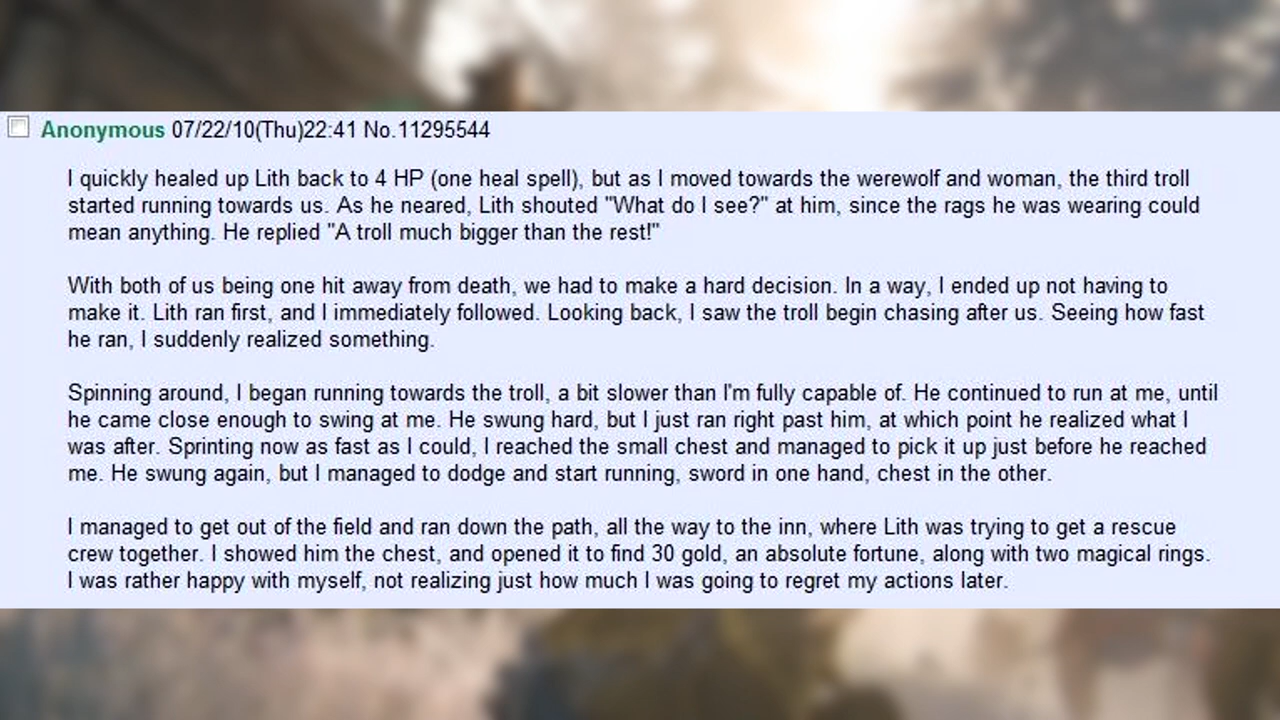 Anonymous 07/22/10(Thu)22:41 No.11295544
I quickly healed up Lith back to 4 HP (one heal spell), but as I moved towards the werewolf and woman, the third troll
started running towards us. As he neared, Lith shouted "What do I see?" at him, since the rags he was wearing could
mean anything. He replied "A troll much bigger than the rest!"
With both of us being one hit away from death, we had to make a hard decision. In a way, I ended up not having to
make it. Lith ran first, and I immediately followed. Looking back, I saw the troll begin chasing after us. Seeing how fast
he ran, I suddenly realized something.
Spinning around, I began running towards the troll, a bit slower than I'm fully capable of. He continued to run at me, until
he came close enough to swing at me. He swung hard, but I just ran right past him, at which point he realized what I
was after. Sprinting now as fast as I could, I reached the small chest and managed to pick it up just before he reached
me. He swung again, but I managed to dodge and start running, sword in one hand, chest in the other.
I managed to get out of the field and ran down the path, all the way to the inn, where Lith was trying to get a rescue
crew together. I showed him the chest, and opened it to find 30 gold, an absolute fortune, along with two magical rings.
I was rather happy with myself, not realizing just how much I was going to regret my actions later.